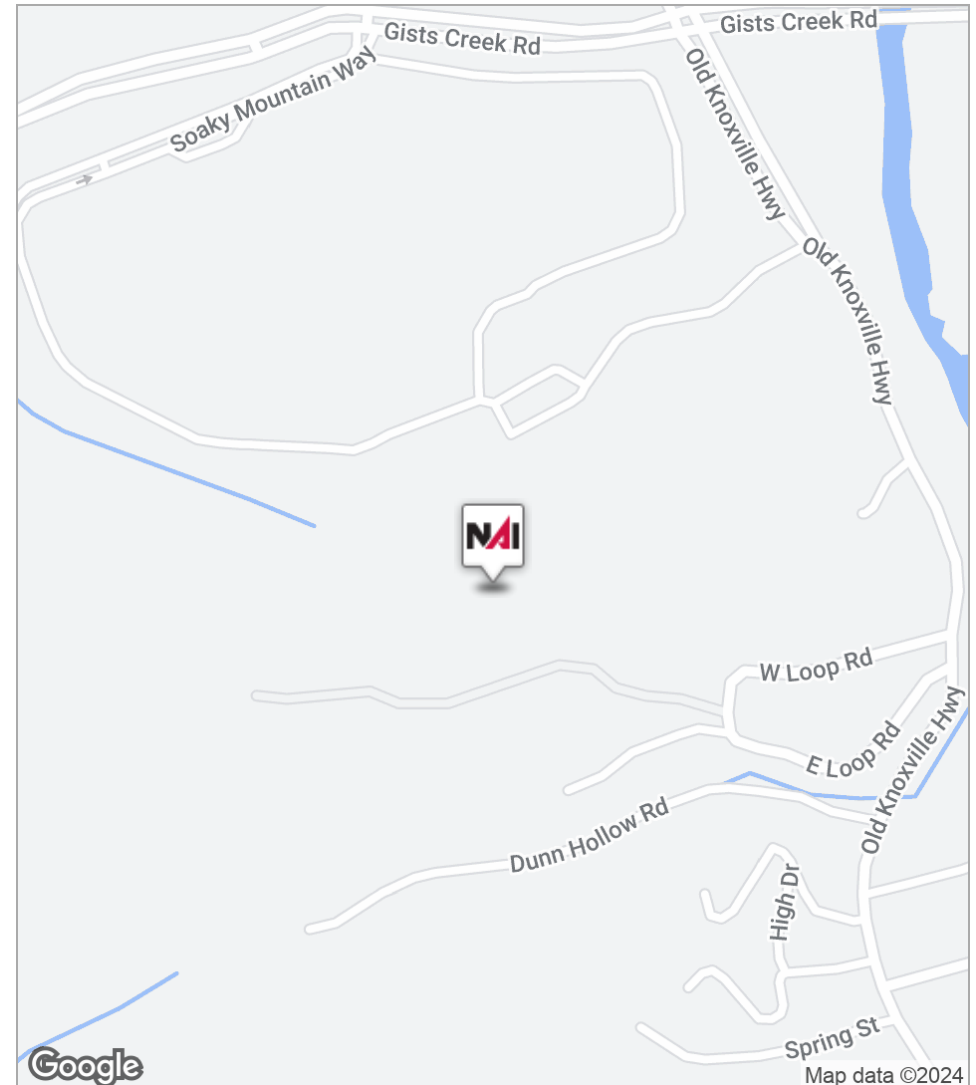 Gists Creek Rd
Gists Creek Rd
Soaky Mountain Way
Old Knoxville Hwy
Old Knoxville Hwy
NAI
W Loop Rd
E Loop Rd
Old Knoxville Hwy
Dunn Hollow Rd
High Dr
Spring St
Google
Map data ©2024